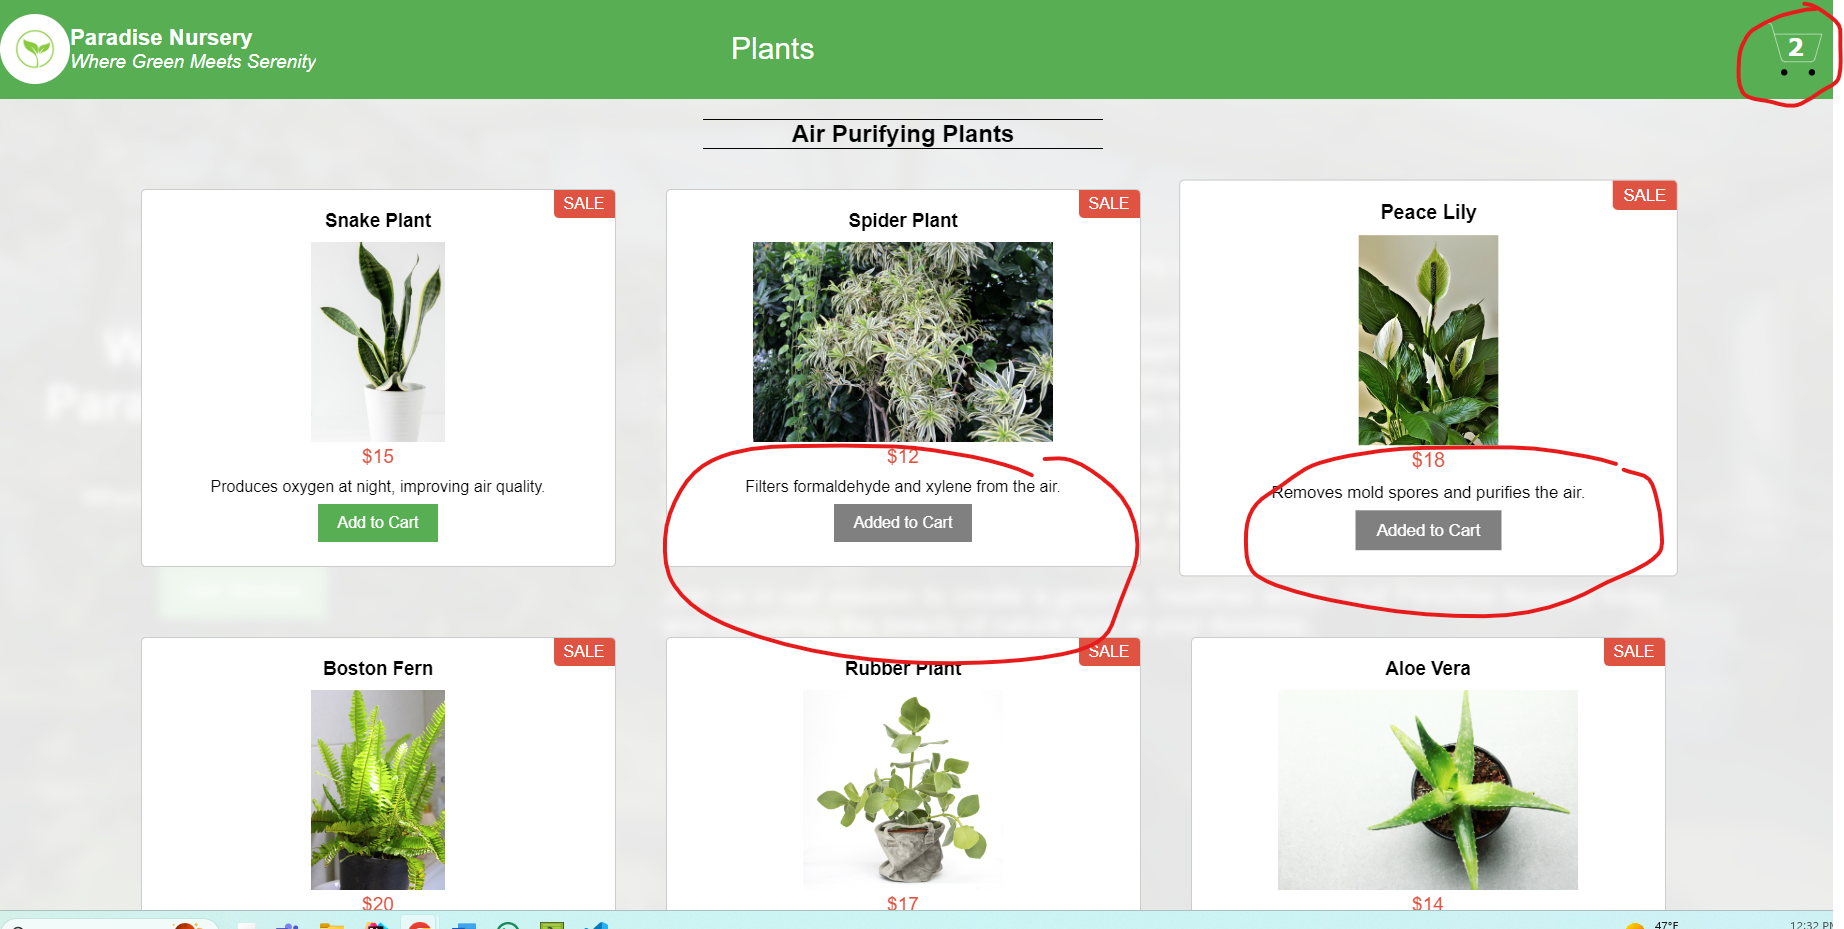 Paradise Nursery
Where Green Meets Serenity
Plants
2
Air Purifying Plants
SALE
Snake Plant
$15
Produces oxygen at night, improving air quality.
Add to Cart
SALE
Spider Plant
$12
Filters formaldehyde and xylene from the air.
Added to Cart
SALE
Peace Lily
$18
Removes mold spores and purifies the air.
Added to Cart
SALE
Boston Fern
$20
SALE
Rubber Plant
$17
SALE
Aloe Vera
$14
47°F
12:32 PM